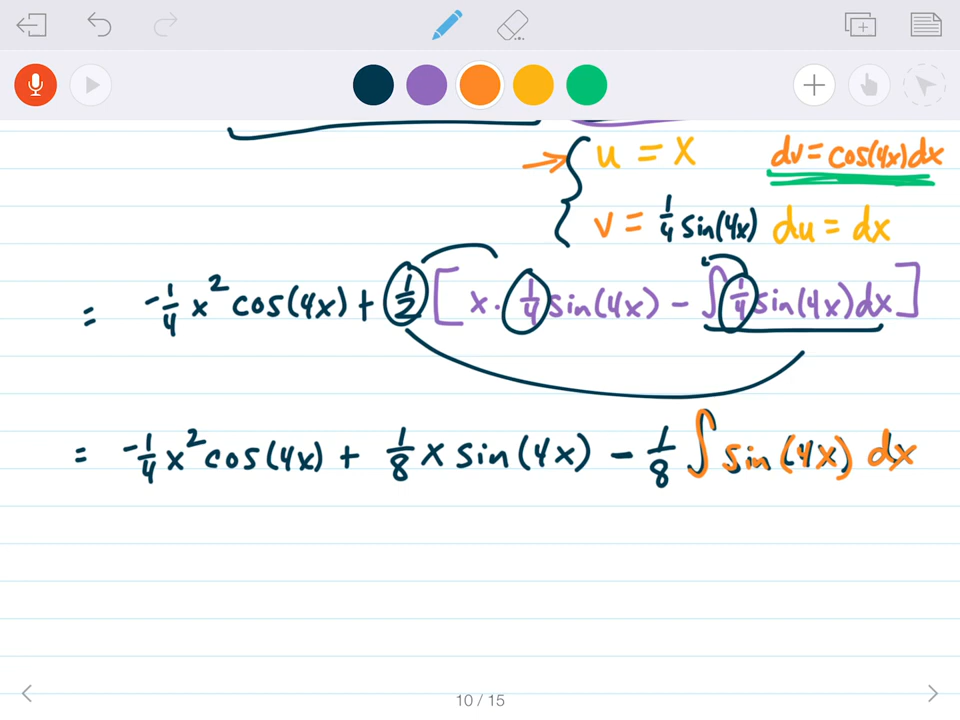 u = x dv = cos(4x)dx
v = 1/4 sin(4x) du = dx
= -1/4 x² cos(4x) + 1/2 [ x · 1/4 sin(4x) - ∫ 1/4 sin(4x)dx ]
= -1/4 x² cos(4x) + 1/8 x sin(4x) - 1/8 ∫ sin(4x) dx
10 / 15